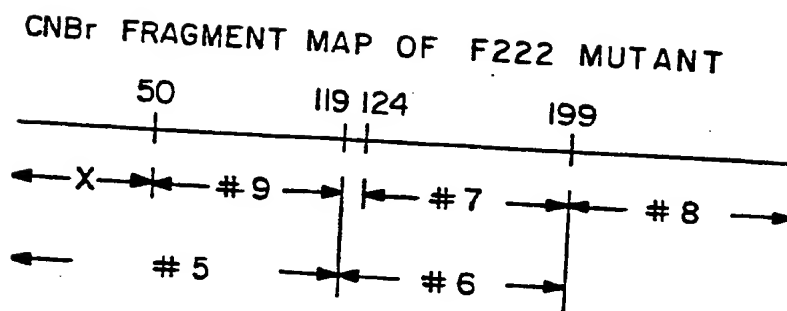 CNBr FRAGMENT MAP OF F222 MUTANT
50 119 124 199
X #9 #7 #8
#5 #6